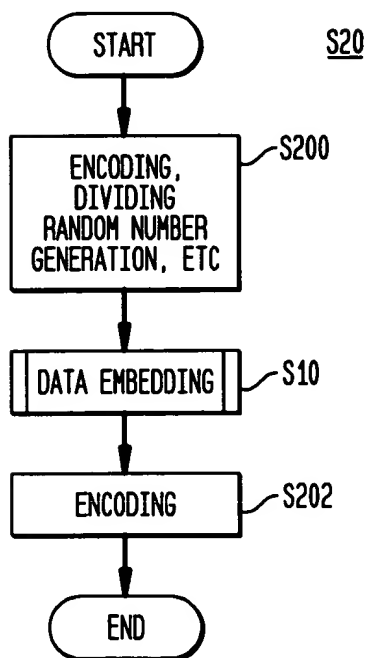 START
S20
ENCODING,
DIVIDING
RANDOM NUMBER
GENERATION, ETC
S200
DATA EMBEDDING
S10
ENCODING
S202
END